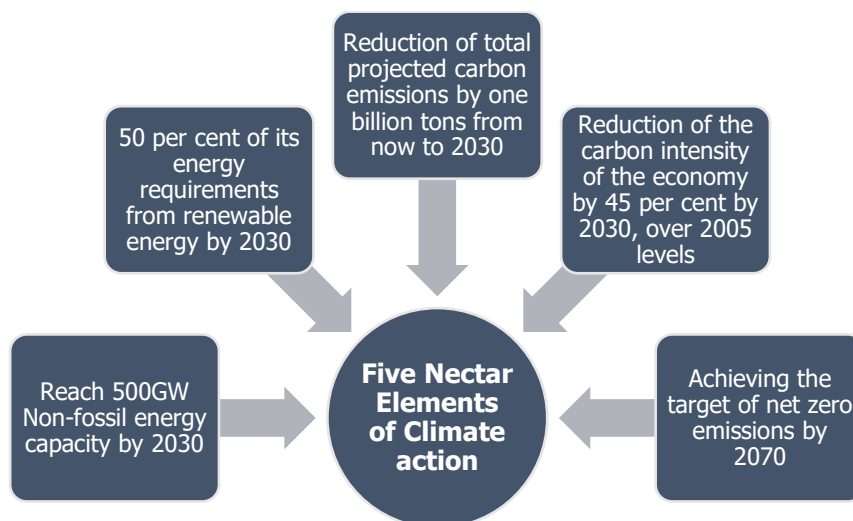 Reduction of total
projected carbon
emissions by one
billion tons from
now to 2030
50 per cent of its
energy
requirements
from renewable
energy by 2030
Reduction of the
carbon intensity
of the economy
by 45 per cent by
2030, over 2005
levels
Reach 500GW
Non-fossil energy
capacity by 2030
Five Nectar
Elements
of Climate
action
Achieving the
target of net zero
emissions by
2070